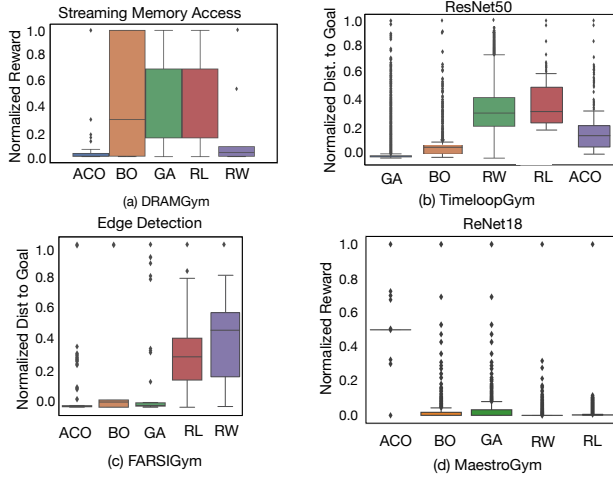 Streaming Memory Access
Normalized Reward
1.0
0.8
0.6
0.4
0.2
0.0
ACO BO GA RL RW
(a) DRAMGym
ResNet50
Normalized Dist. to Goal
1.0
0.8
0.6
0.4
0.2
0.0
GA BO RW RL ACO
(b) TimeloopGym
Edge Detection
Normalized Dist to Goal
1.0
0.8
0.6
0.4
0.2
0.0
ACO BO GA RL RW
(c) FARSIGym
ReNet18
Normalized Reward
1.0
0.8
0.6
0.4
0.2
0.0
ACO BO GA RW RL
(d) MaestroGym